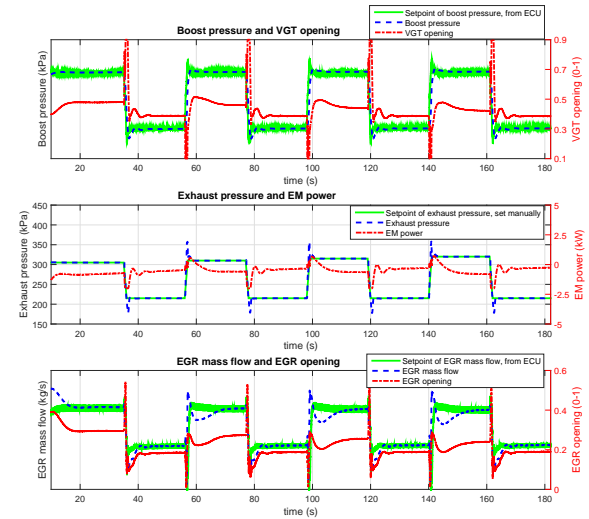 Boost pressure and VGT opening
Setpoint of boost pressure, from ECU
Boost pressure
VGT opening
Boost pressure (kPa)
0.9
0.7
0.5
0.3
0.1
VGT opening (0-1)
20 40 60 80 100 120 140 160 180
time (s)
Exhaust pressure and EM power
Setpoint of exhaust pressure, set manually
Exhaust pressure
EM power
Exhaust pressure (kPa)
450
400
350
300
250
200
150
5
2.5
0
-2.5
-5
EM power (kW)
20 40 60 80 100 120 140 160 180
time (s)
EGR mass flow and EGR opening
Setpoint of EGR mass flow, from ECU
EGR mass flow
EGR opening
EGR mass flow (kg/s)
0.6
0.4
0.2
0
EGR opening (0-1)
20 40 60 80 100 120 140 160 180
time (s)